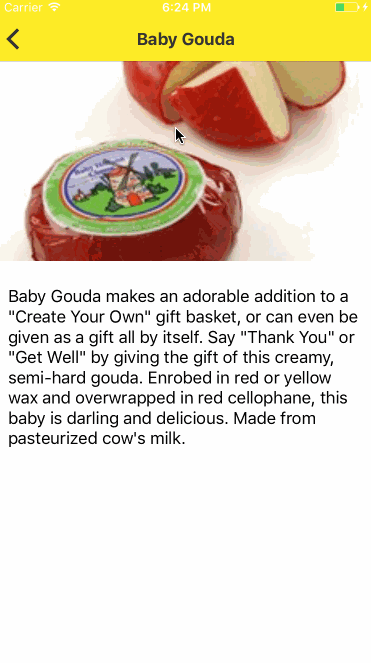 Carrier 6:24 PM
Baby Gouda
Baby Gouda makes an adorable addition to a
"Create Your Own" gift basket, or can even be
given as a gift all by itself. Say "Thank You" or
"Get Well" by giving the gift of this creamy,
semi-hard gouda. Enrobed in red or yellow
wax and overwrapped in red cellophane, this
baby is darling and delicious. Made from
pasteurized cow's milk.